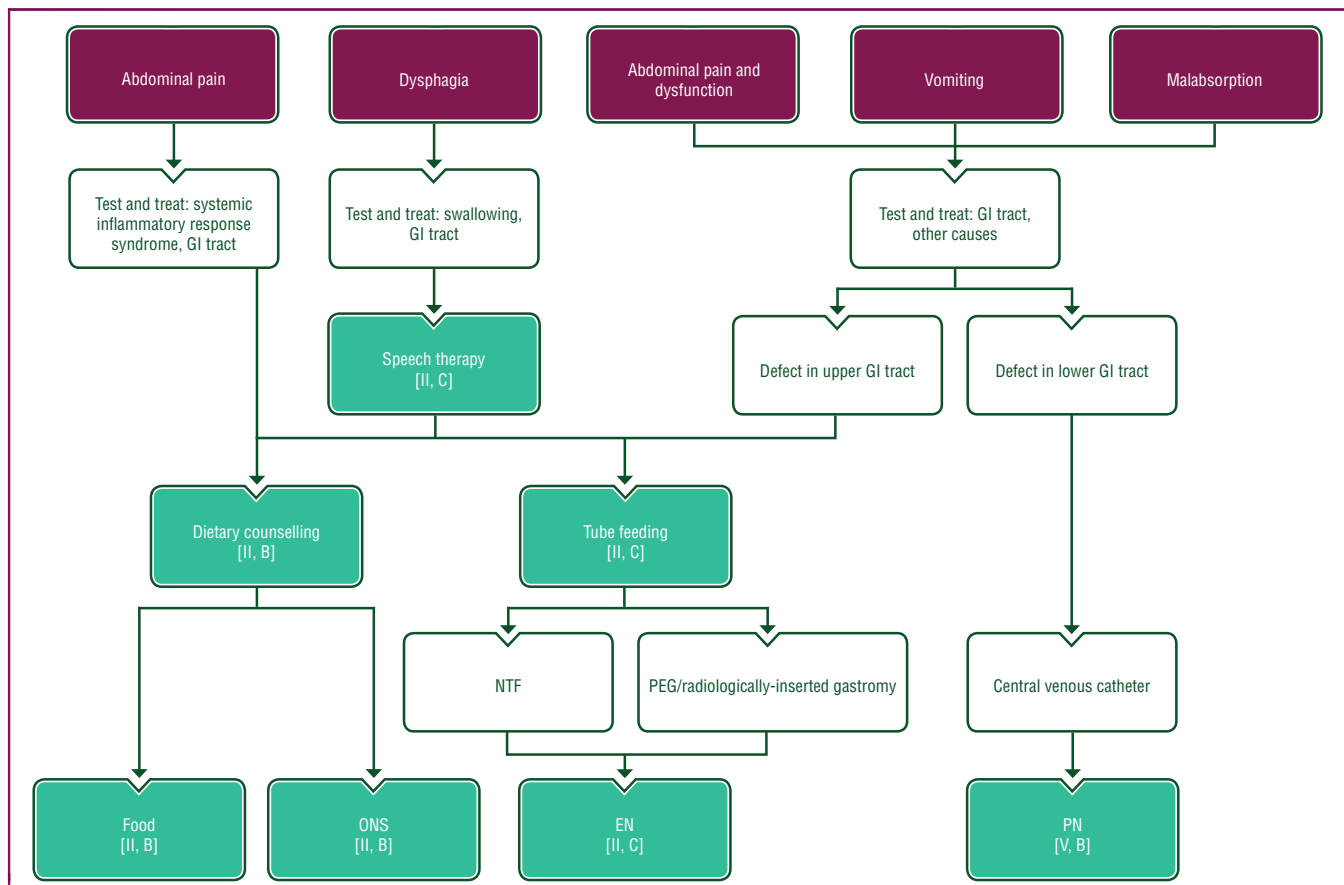 Abdominal pain
Dysphagia
Abdominal pain and
dysfunction
Vomiting
Malabsorption
Test and treat: systemic
inflammatory response
syndrome, GI tract
Test and treat: swallowing,
GI tract
Test and treat: GI tract,
other causes
Speech therapy
[II, C]
Defect in upper GI tract
Defect in lower GI tract
Dietary counselling
[II, B]
Tube feeding
[II, C]
NTF
PEG/radiologically-inserted gastromy
Central venous catheter
Food
[II, B]
ONS
[II, B]
EN
[II, C]
PN
[V, B]